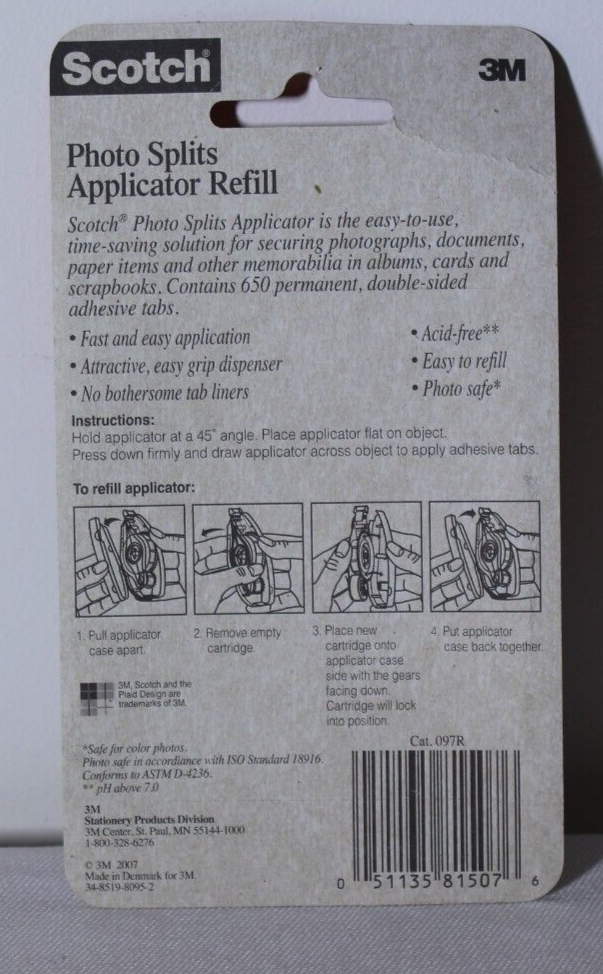 Scotch®
3M
Photo Splits
Applicator Refill
Scotch® Photo Splits Applicator is the easy-to-use,
time-saving solution for securing photographs, documents,
paper items and other memorabilia in albums, cards and
scrapbooks. Contains 650 permanent, double-sided
adhesive tabs.
• Fast and easy application
• Attractive, easy grip dispenser
• No bothersome tab liners
• Acid-free**
• Easy to refill
• Photo safe*
Instructions:
Hold applicator at a 45° angle. Place applicator flat on object.
Press down firmly and draw applicator across object to apply adhesive tabs.
To refill applicator:
1. Pull applicator
case apart.
2. Remove empty
cartridge.
3. Place new
cartridge onto
applicator case
side with the gears
facing down.
Cartridge will lock
into position.
4. Put applicator
case back together.
3M, Scotch and the
Plaid Design are
trademarks of 3M.
*Safe for color photos.
Photo safe in accordance with ISO Standard 18916.
Conforms to ASTM D-4236.
** pH above 7.0
3M
Stationery Products Division
3M Center, St. Paul, MN 55144-1000
1-800-328-6276
© 3M 2007
Made in Denmark for 3M.
34-8519-8095-2
Cat. 097R
0 51135 81507 6